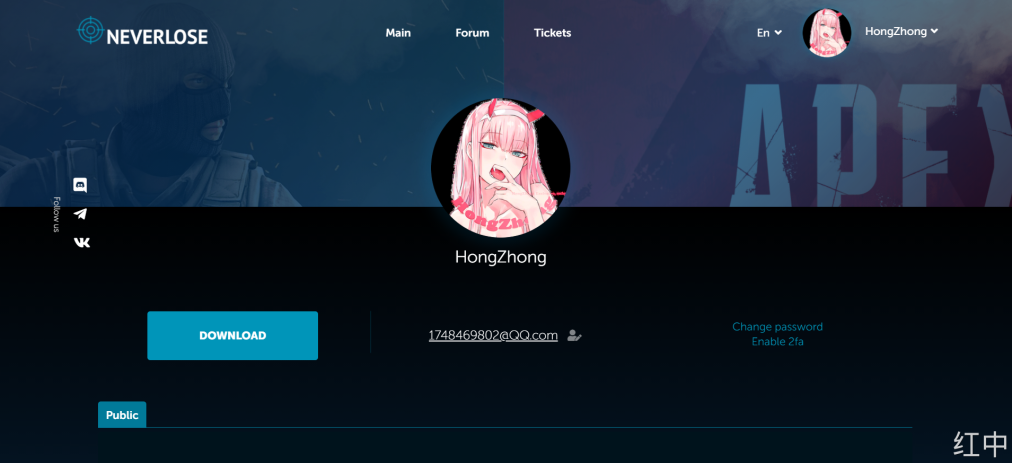 NEVERLOSE
Main
Forum
Tickets
En
HongZhong
APEX
Follow us
HongZhong
HongZhong
DOWNLOAD
1748469802@QQ.com
Change password
Enable 2fa
Public
红中